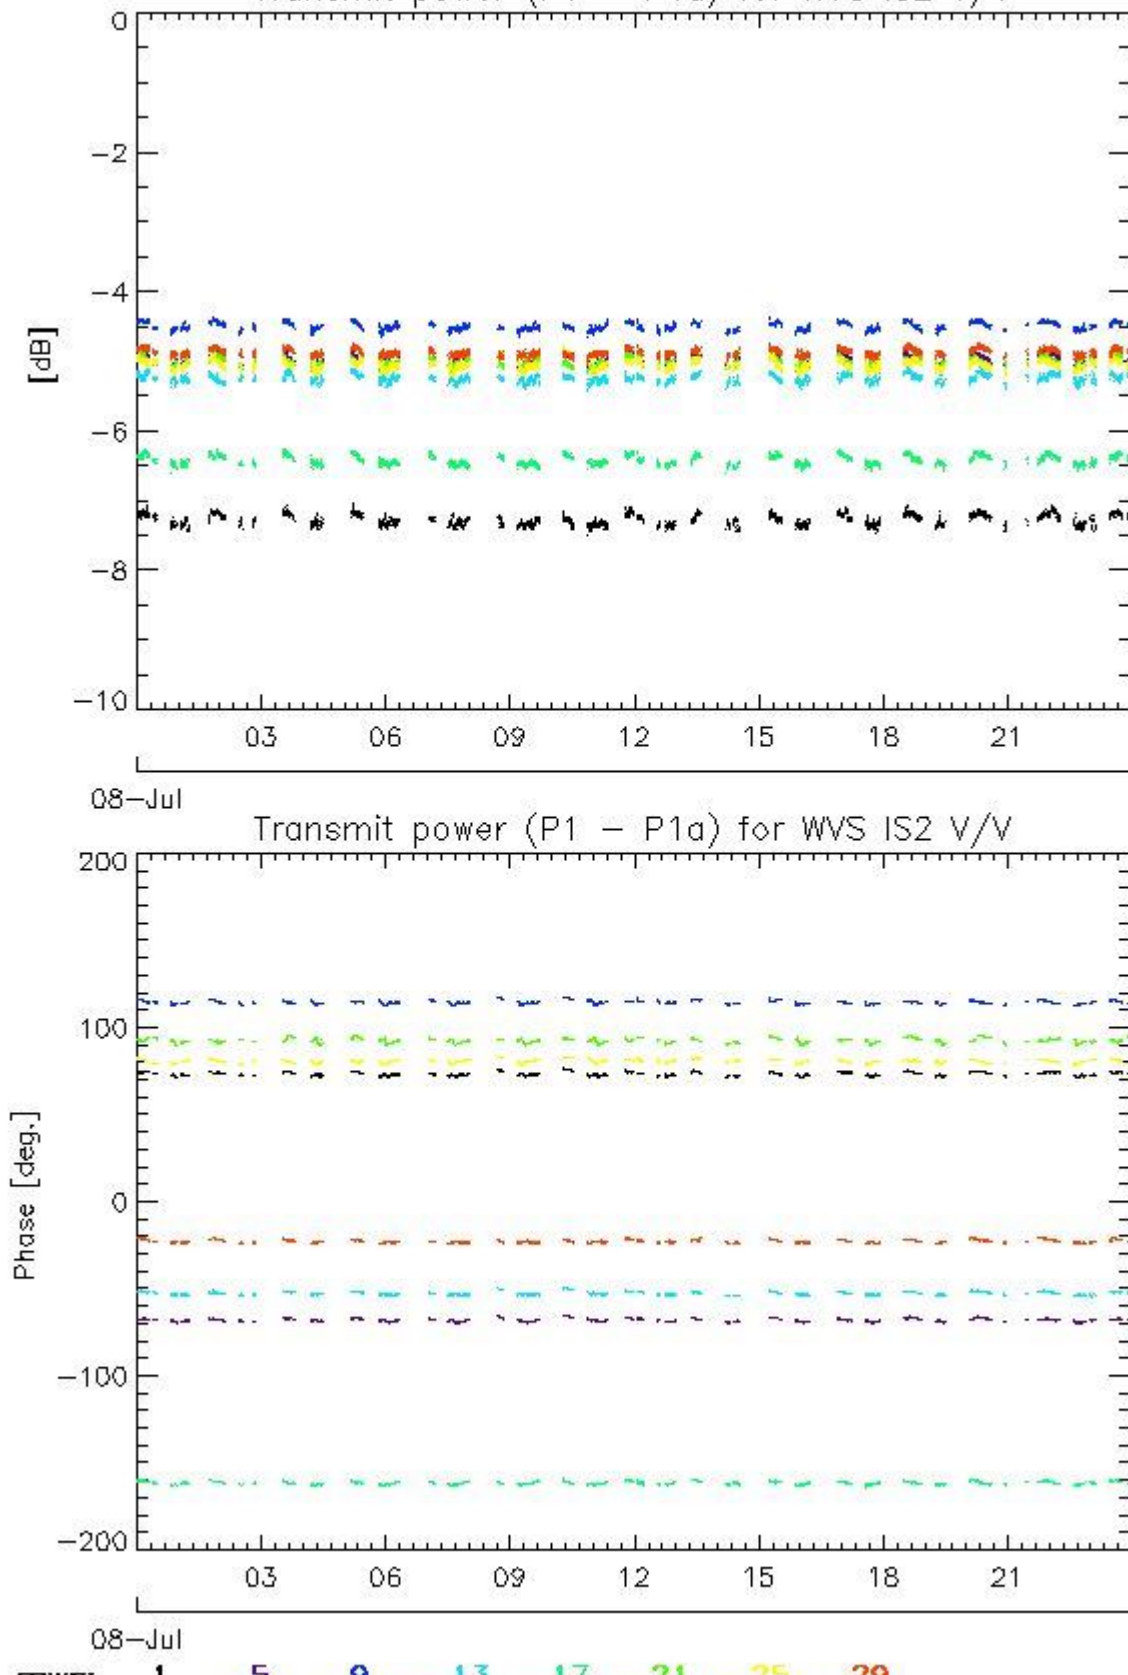 0
−2
−4
[dB]
−6
−8
−10
03 06 09 12 15 18 21
08−Jul
Transmit power (P1 − P1a) for WVS IS2 V/V
200
100
Phase [deg.]
0
−100
−200
03 06 09 12 15 18 21
08−Jul
1 5 9 13 17 21 25 29